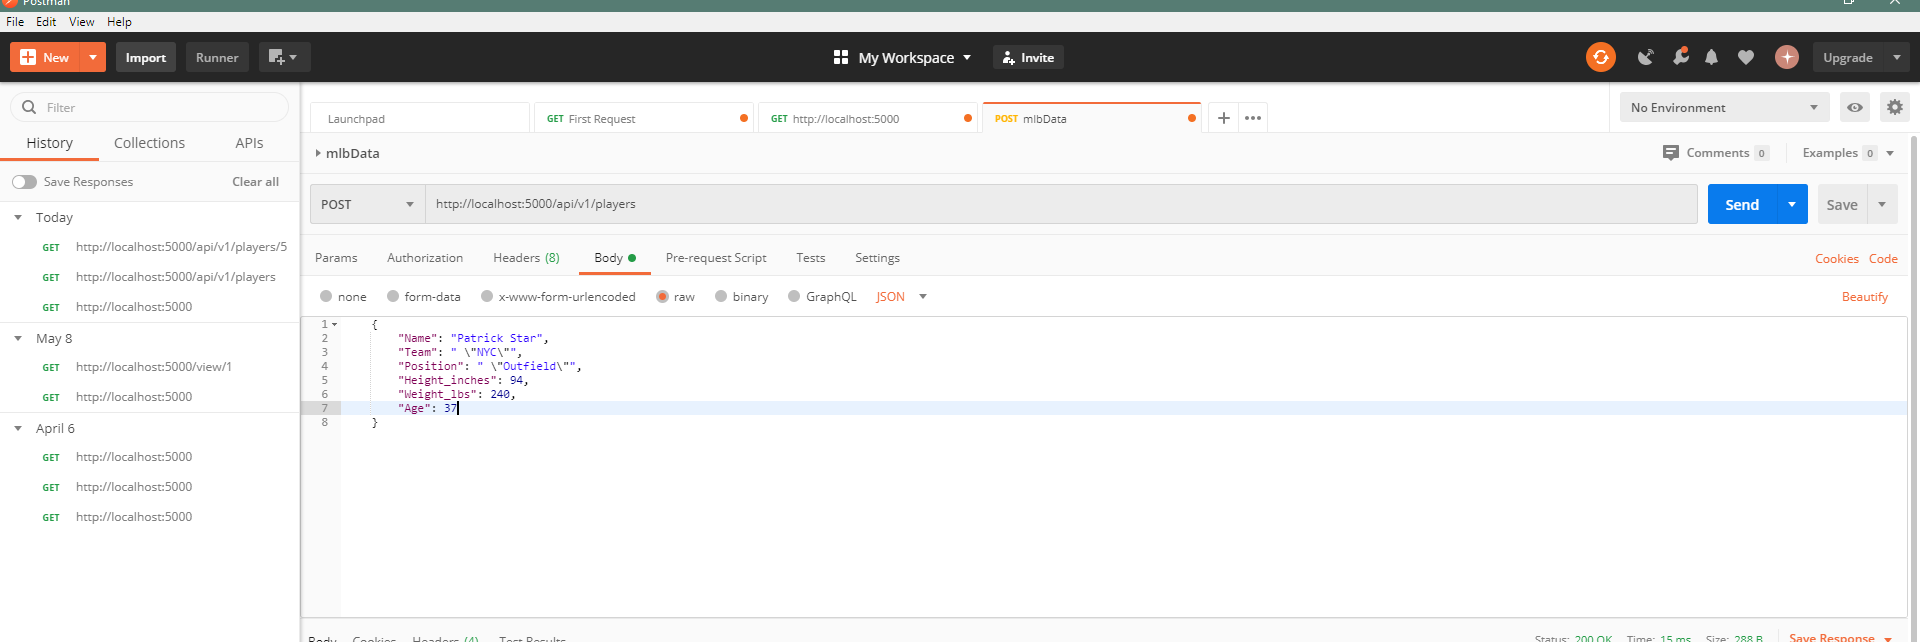 Postman
File Edit View Help
New Import Runner My Workspace Invite Upgrade
Filter
History Collections APIs
Save Responses Clear all
Today
GET http://localhost:5000/api/v1/players/5
GET http://localhost:5000/api/v1/players
GET http://localhost:5000
May 8
GET http://localhost:5000/view/1
GET http://localhost:5000
April 6
GET http://localhost:5000
GET http://localhost:5000
GET http://localhost:5000
Launchpad GET First Request GET http://localhost:5000 POST mlbData + ••• No Environment
mlbData Comments 0 Examples 0
POST http://localhost:5000/api/v1/players Send Save
Params Authorization Headers (8) Body Pre-request Script Tests Settings Cookies Code
none form-data x-www-form-urlencoded raw binary GraphQL JSON Beautify
1 {
2 "Name": "Patrick Star",
3 "Team": " \"NYC\"",
4 "Position": " \"Outfield\"",
5 "Height_inches": 94,
6 "Weight_lbs": 240,
7 "Age": 37
8 }
Body Cookies Headers (4) Test Results Status: 200 OK Time: 15 ms Size: 288 B Save Response